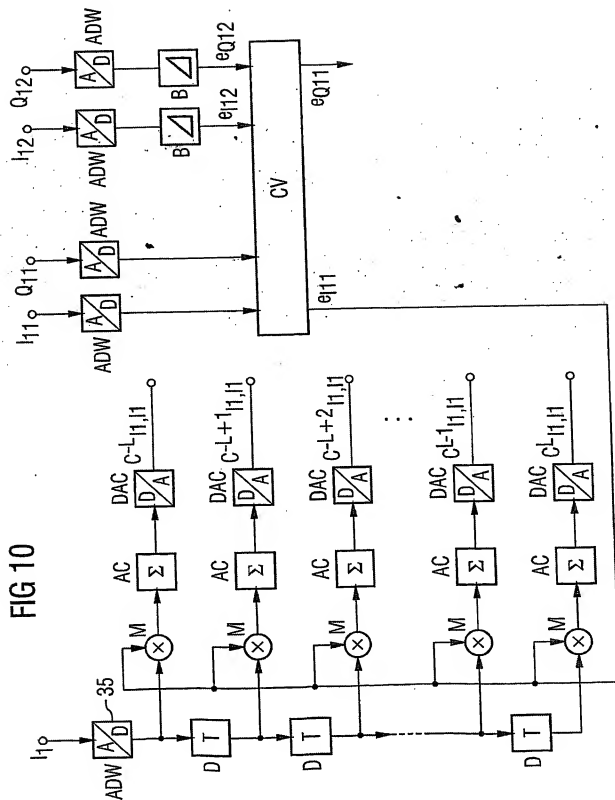 FIG 10
I1
A/D
35
ADW
M
×
AC
Σ
DAC
D/A
C-L I1,I1
D
T
M
×
AC
Σ
DAC
D/A
C-L+1 I1,I1
D
T
M
×
AC
Σ
DAC
D/A
C-L+2 I1,I1
...
M
×
AC
Σ
DAC
D/A
CL-1 I1,I1
D
T
M
×
AC
Σ
DAC
D/A
CL I1,I1
I11
Q11
I12
Q12
A/D
ADW
A/D
ADW
A/D
ADW
A/D
ADW
B
B
eI12
eQ12
CV
eI11
eQ11